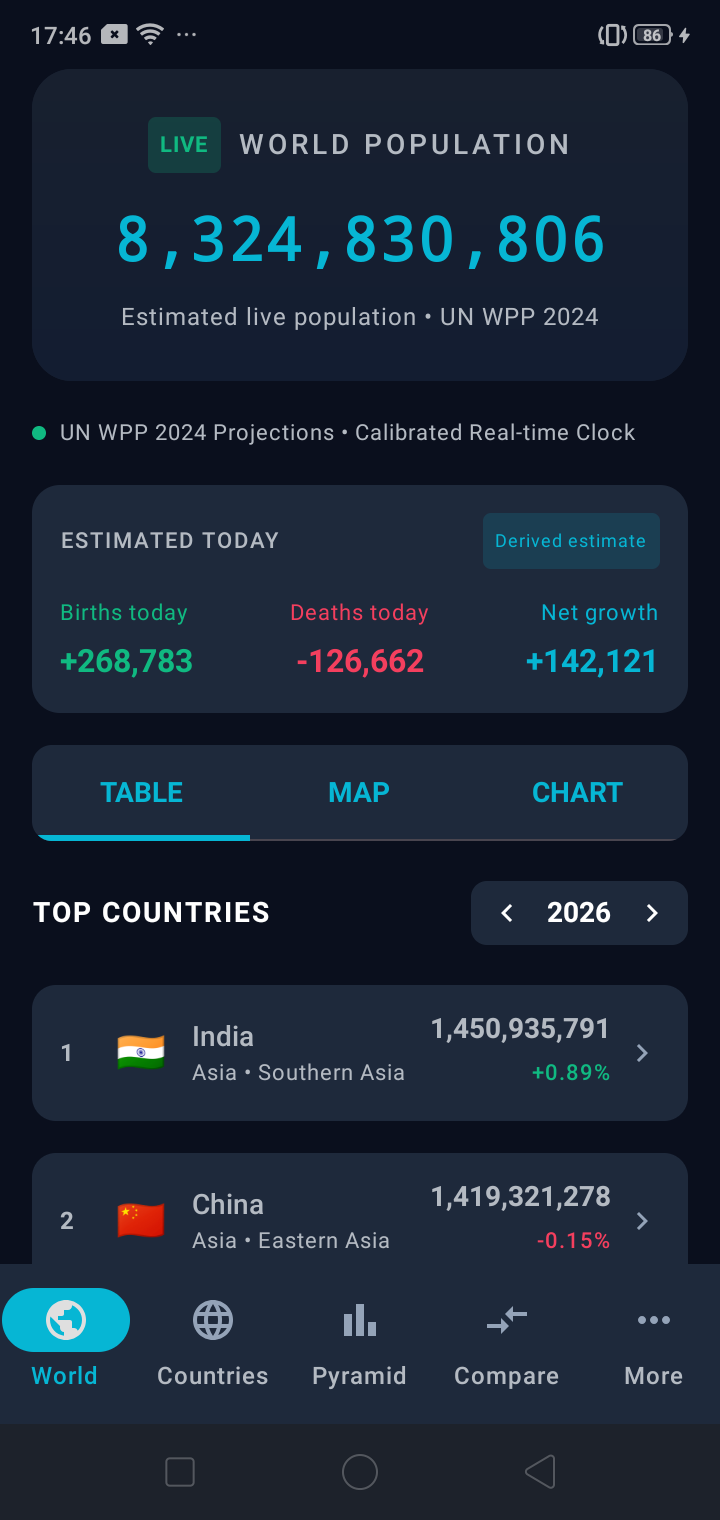 17:46
86
LIVE WORLD POPULATION
8,324,830,806
Estimated live population • UN WPP 2024
UN WPP 2024 Projections • Calibrated Real-time Clock
ESTIMATED TODAY Derived estimate
Births today Deaths today Net growth
+268,783 -126,662 +142,121
TABLE MAP CHART
TOP COUNTRIES 2026
1 India 1,450,935,791
Asia • Southern Asia +0.89%
2 China 1,419,321,278
Asia • Eastern Asia -0.15%
World Countries Pyramid Compare More